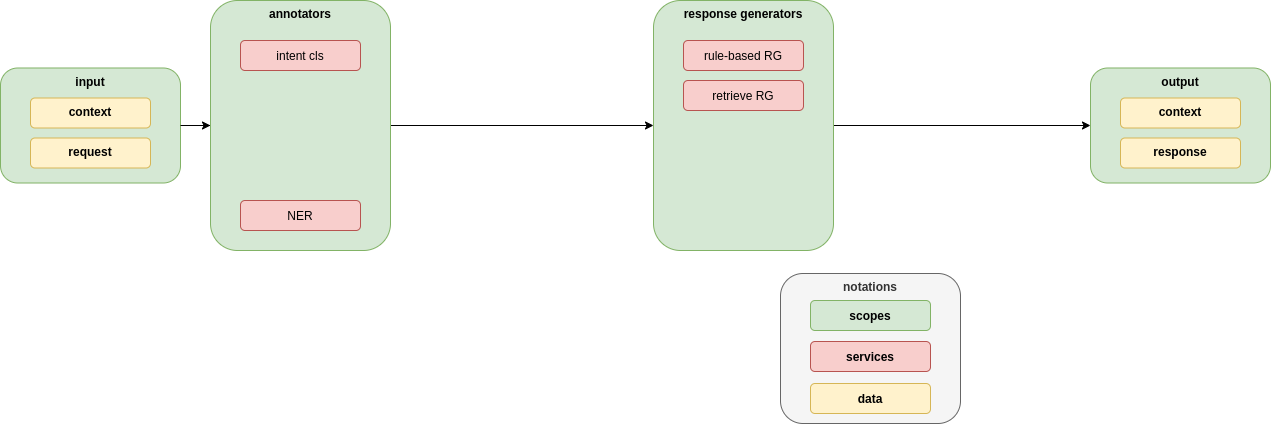 input
context
request
annotators
intent cls
NER
response generators
rule-based RG
retrieve RG
output
context
response
notations
scopes
services
data